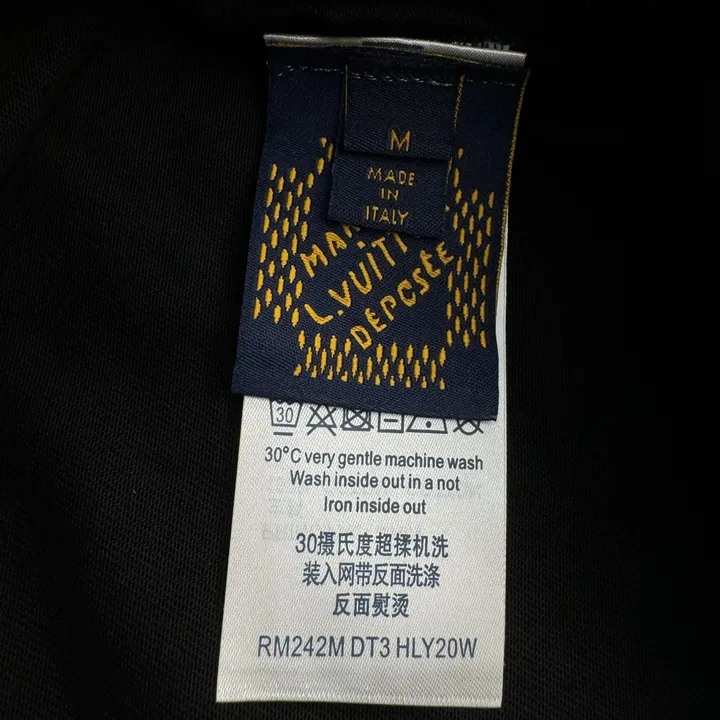 M
MADE
IN
ITALY
L.VUITT
DÉPOSÉE
30
30°C very gentle machine wash
Wash inside out in a not
Iron inside out
30摄氏度超揉机洗
装入网带反面洗涤
反面熨烫
RM242M DT3 HLY20W